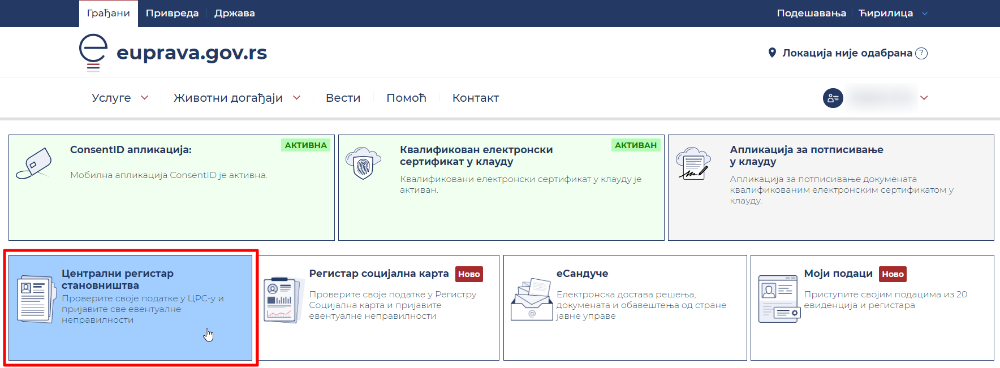 Грађани Привреда Држава Подешавања Ћирилица
euprava.gov.rs
Локација није одабрана ?
Услуге Животни догађаји Вести Помоћ Контакт
ConsentID апликација:
АКТИВНА
Мобилна апликација ConsentID је активна.
Квалификован електронски
сертификат у клауду
АКТИВАН
Квалификовани електронски сертификат у клауду је
активан.
Апликација за потписивање
у клауду
Апликација за потписивање докумената
квалификованим електронским сертификатом у
клауду.
Централни регистар
становништва
Проверите своје податке у ЦРС-у и
пријавите све евентуалне
неправилности
Регистар социјална карта Ново
Проверите своје податке у Регистру
Социјална карта и пријавите
евентуалне неправилности
еСандуче
Електронска достава решења,
докумената и обавештења од стране
јавне управе
Моји подаци Ново
Приступите својим подацима из 20
евиденција и регистара